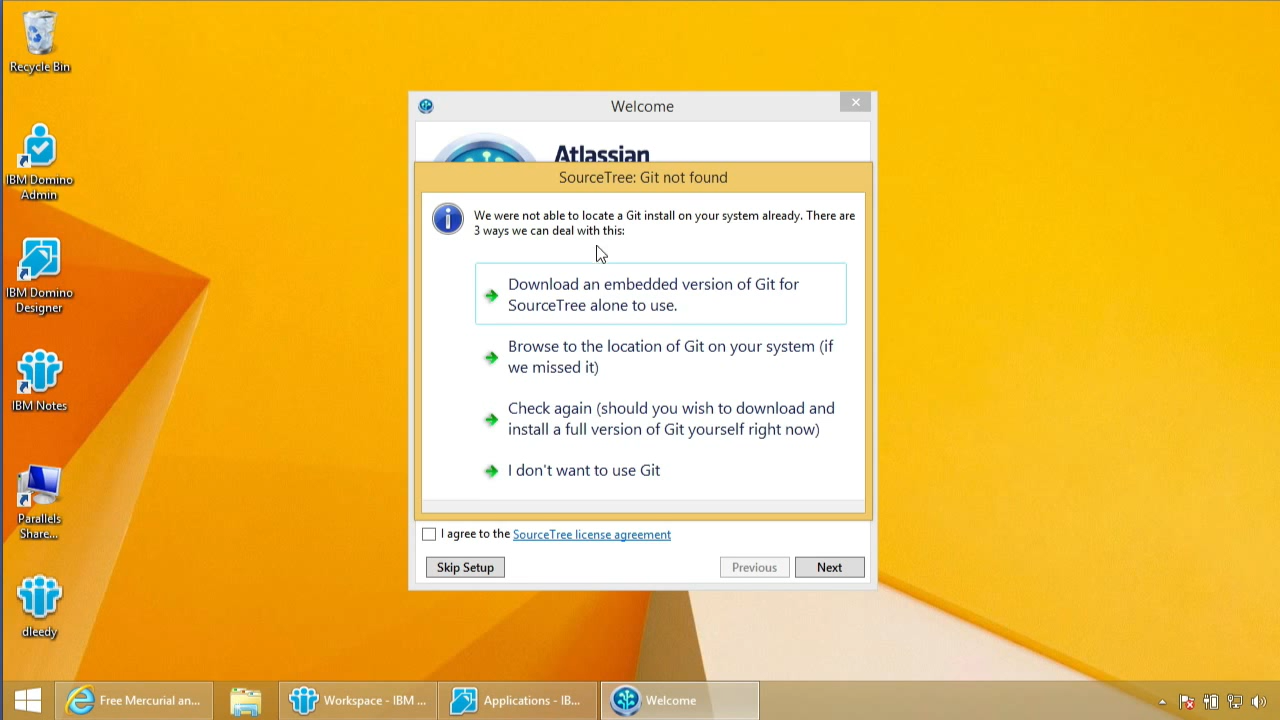 Recycle Bin
IBM Domino
Admin
IBM Domino
Designer
IBM Notes
Parallels
Share...
dleedy
Welcome
Atlassian
SourceTree: Git not found
We were not able to locate a Git install on your system already. There are
3 ways we can deal with this:
Download an embedded version of Git for
SourceTree alone to use.
Browse to the location of Git on your system (if
we missed it)
Check again (should you wish to download and
install a full version of Git yourself right now)
I don't want to use Git
I agree to the SourceTree license agreement
Skip Setup
Previous
Next
Free Mercurial an...
Workspace - IBM ...
Applications - IB...
Welcome